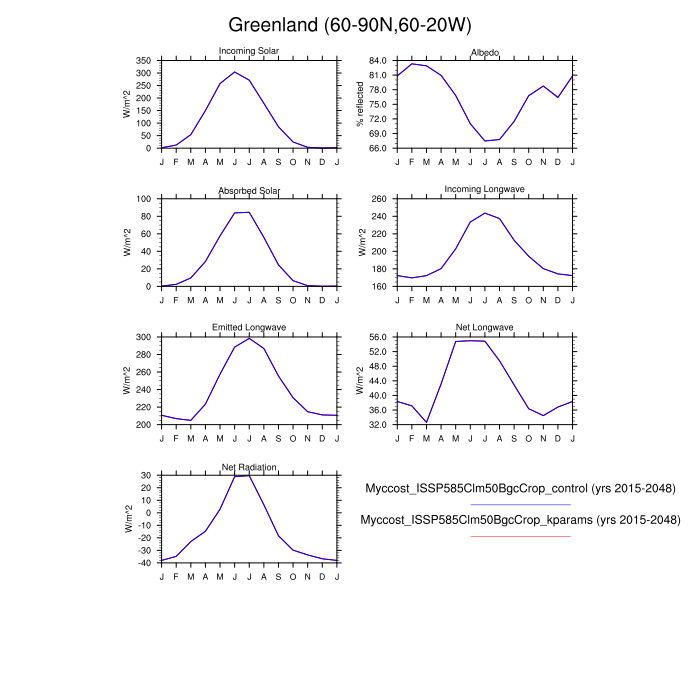 Greenland (60-90N,60-20W)
Incoming Solar
W/m^2
350
300
250
200
150
100
50
0
J F M A M J J A S O N D J
Albedo
% reflected
84.0
81.0
78.0
75.0
72.0
69.0
66.0
J F M A M J J A S O N D J
Absorbed Solar
W/m^2
100
80
60
40
20
0
J F M A M J J A S O N D J
Incoming Longwave
W/m^2
260
240
220
200
180
160
J F M A M J J A S O N D J
Emitted Longwave
W/m^2
300
280
260
240
220
200
J F M A M J J A S O N D J
Net Longwave
W/m^2
56.0
52.0
48.0
44.0
40.0
36.0
32.0
J F M A M J J A S O N D J
Net Radiation
W/m^2
30
20
10
0
-10
-20
-30
-40
J F M A M J J A S O N D J
Myccost_ISSP585Clm50BgcCrop_control (yrs 2015-2048)
Myccost_ISSP585Clm50BgcCrop_kparams (yrs 2015-2048)